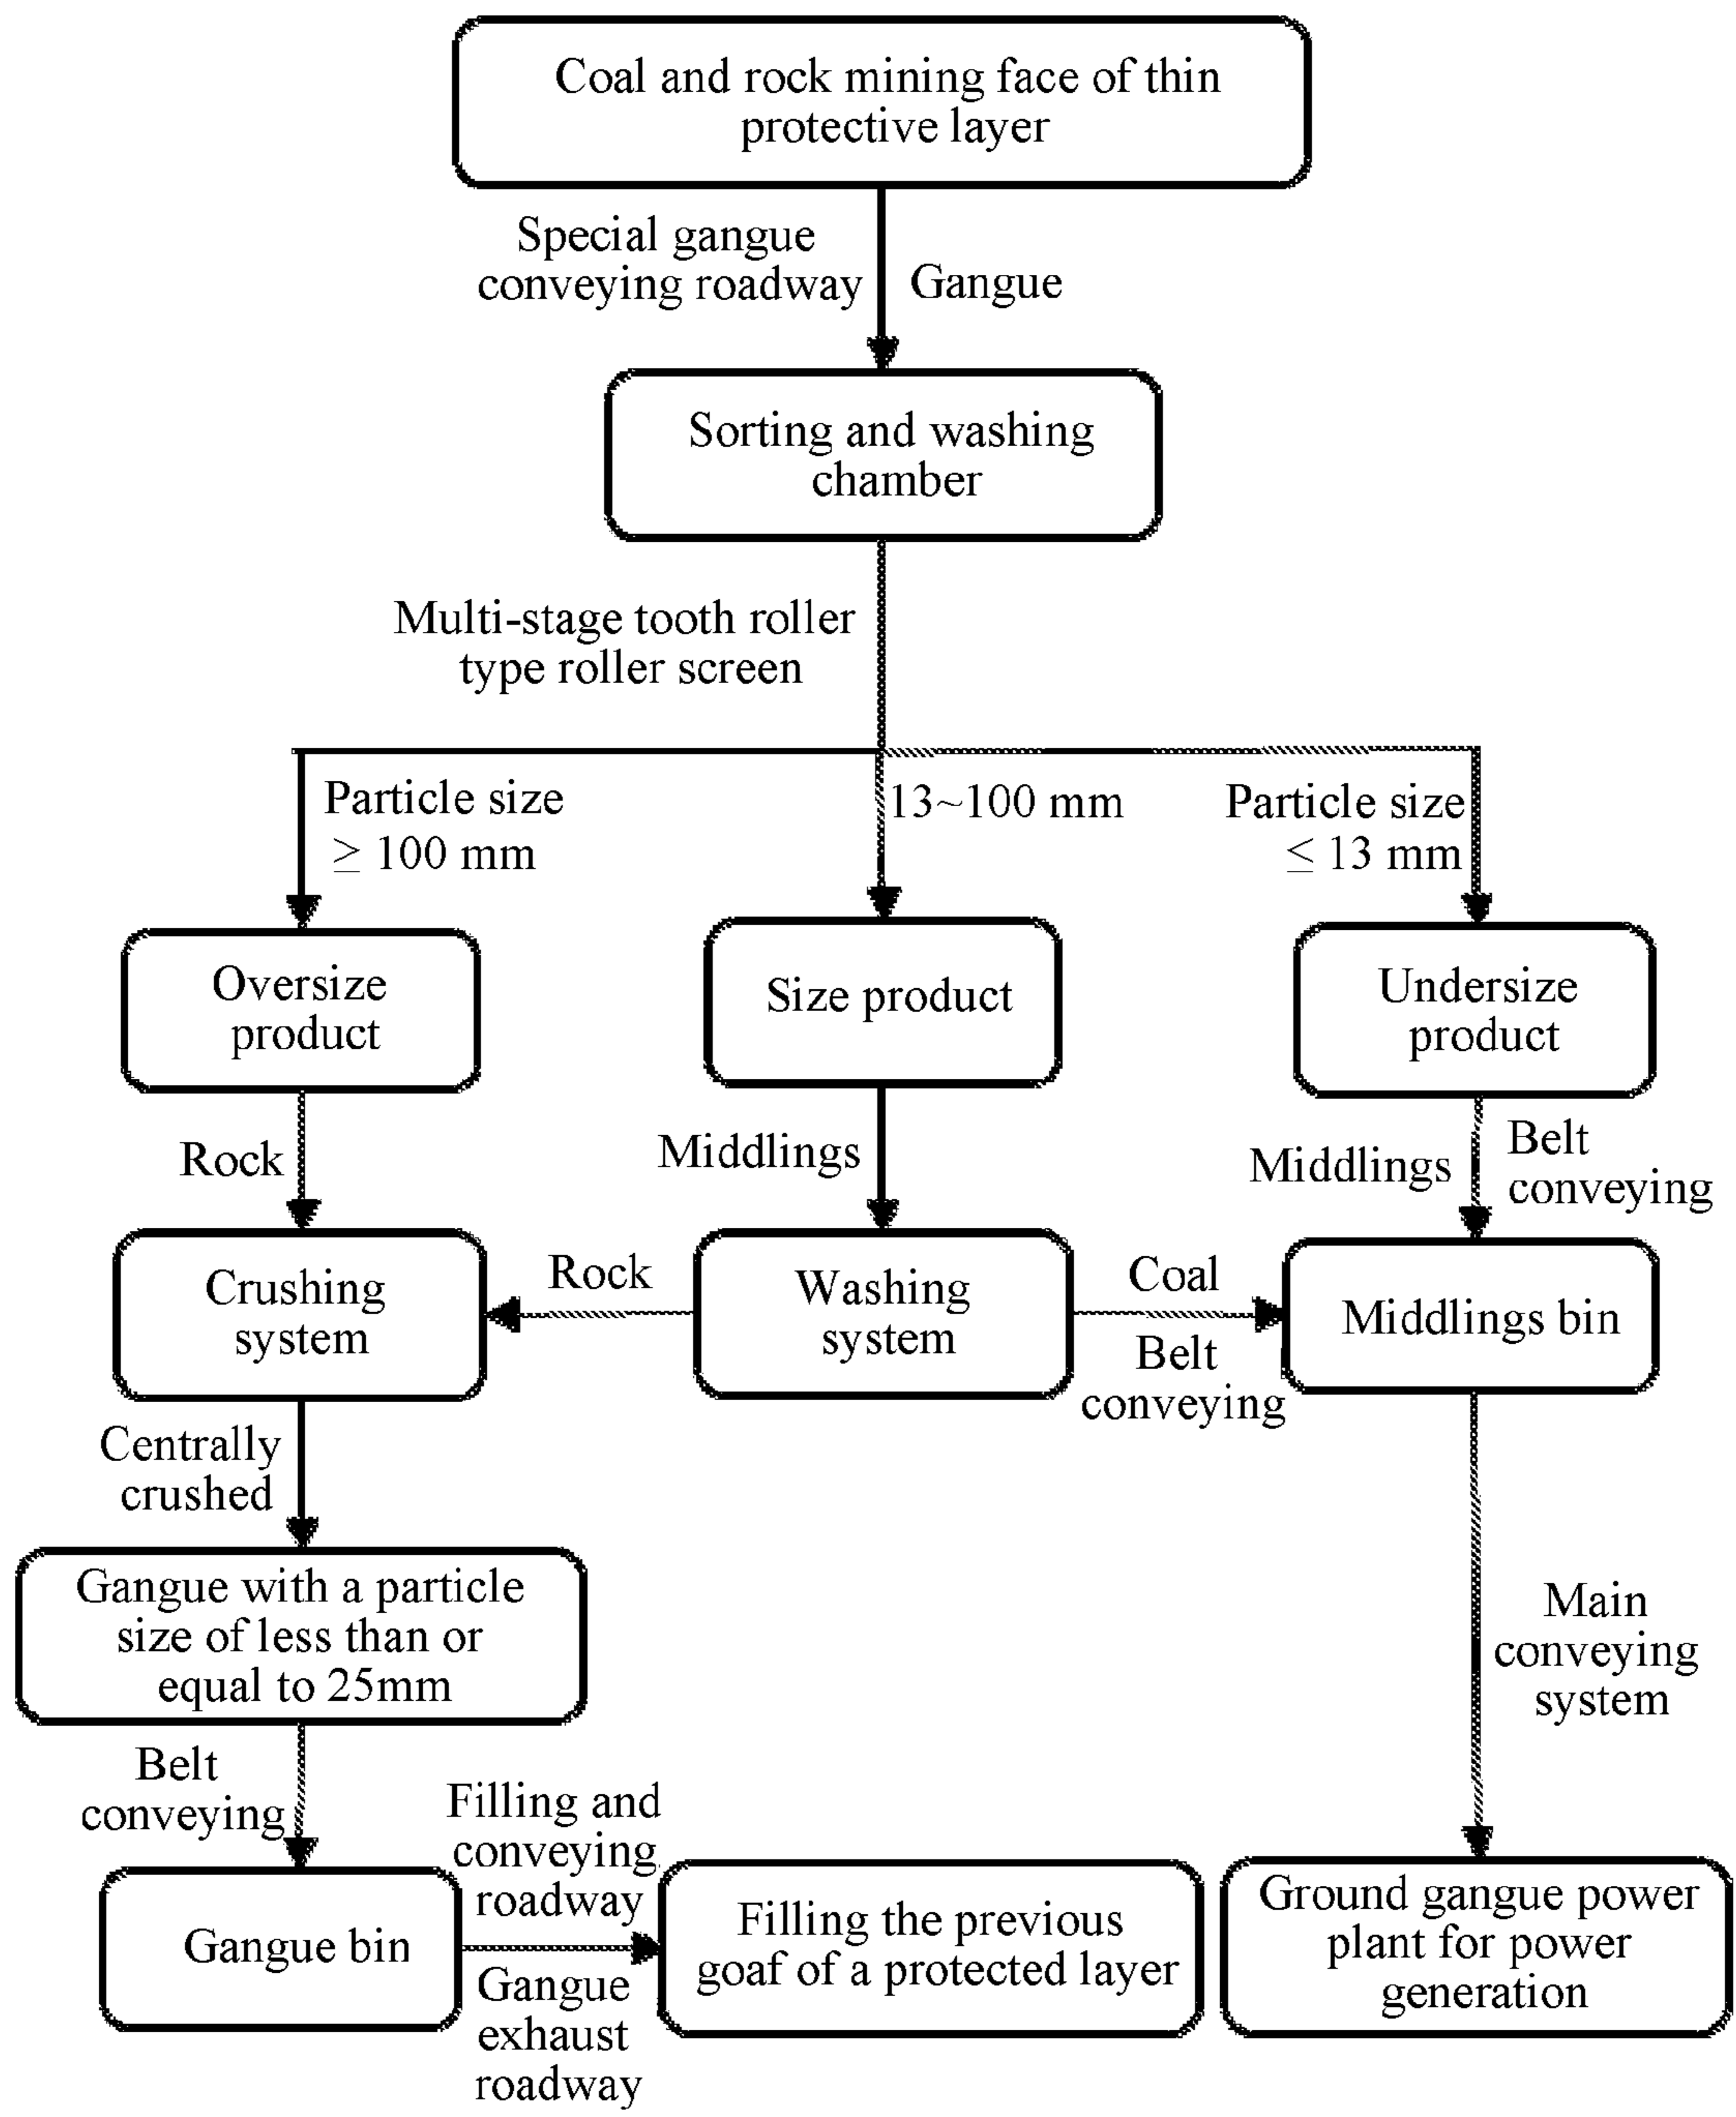 Coal and rock mining face of thin
protective layer
Special gangue
conveying roadway
Gangue
Sorting and washing
chamber
Multi-stage tooth roller
type roller screen
Particle size
≥ 100 mm
13~100 mm
Particle size
≤ 13 mm
Oversize
product
Size product
Undersize
product
Rock
Middlings
Middlings
Belt
conveying
Crushing
system
Rock
Washing
system
Coal
Belt
conveying
Middlings bin
Centrally
crushed
Gangue with a particle
size of less than or
equal to 25mm
Main
conveying
system
Belt
conveying
Gangue bin
Filling and
conveying
roadway
Gangue
exhaust
roadway
Filling the previous
goaf of a protected layer
Ground gangue power
plant for power
generation